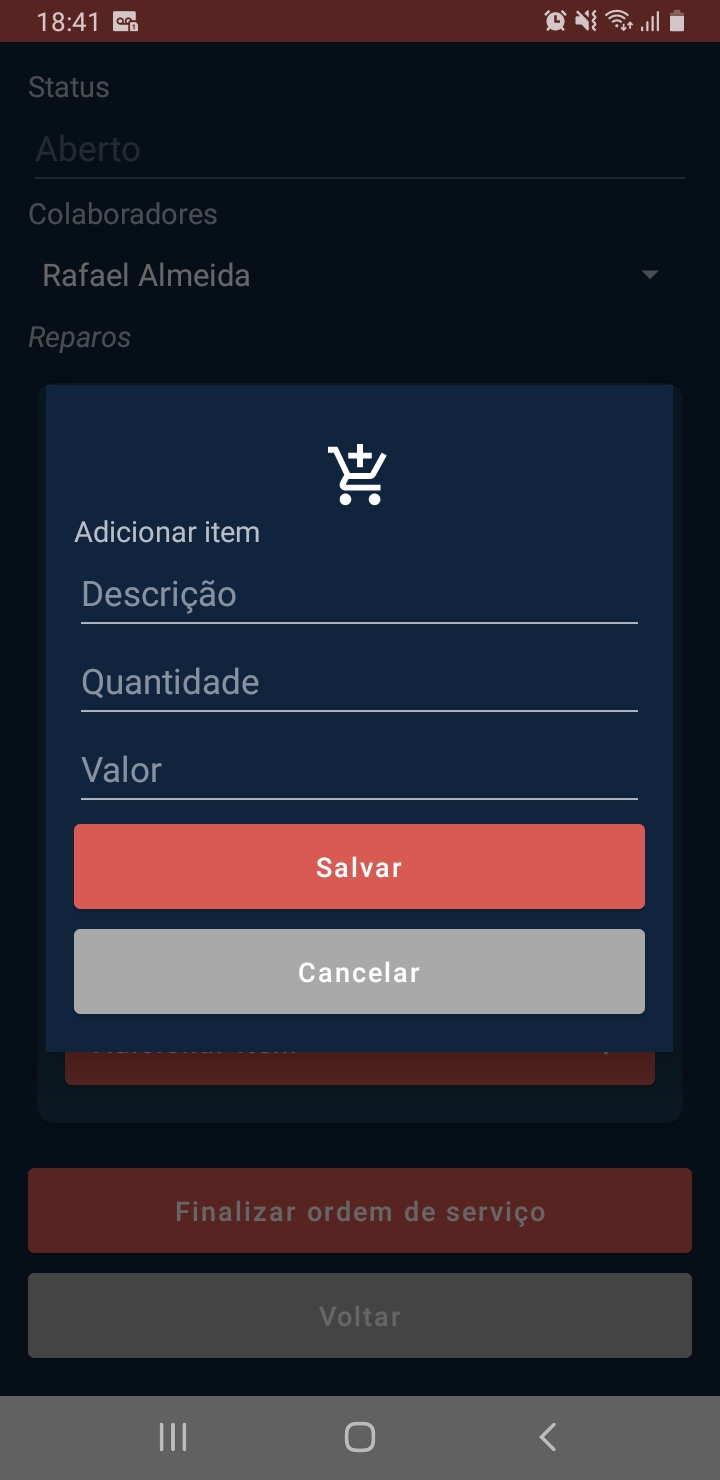 18:41
Status
Aberto
Colaboradores
Rafael Almeida
Reparos
Adicionar item
Descrição
Quantidade
Valor
Salvar
Cancelar
Finalizar ordem de serviço
Voltar